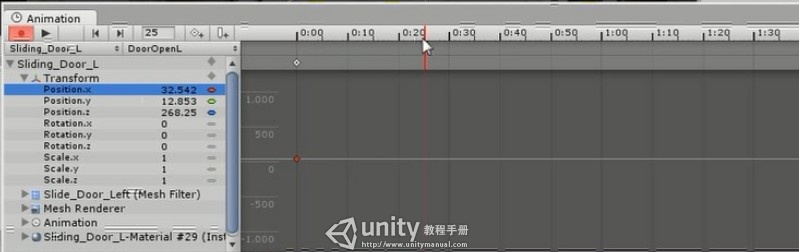 Animation
25
0:00 0:10 0:20 0:30 0:40 0:50 1:00 1:10 1:20 1:30
Sliding_Door_L DoorOpenL
Sliding_Door_L
Transform
Position.x 32.542
Position.y 12.853
Position.z 268.25
Rotation.x 0
Rotation.y 0
Rotation.z 0
Scale.x 1
Scale.y 1
Scale.z 1
Slide_Door_Left (Mesh Filter)
Mesh Renderer
Animation
Sliding_Door_L-Material #29 (Inst
1.000
500
0
-500
-1.000
unity 教程手册
http://www.unitymanual.com